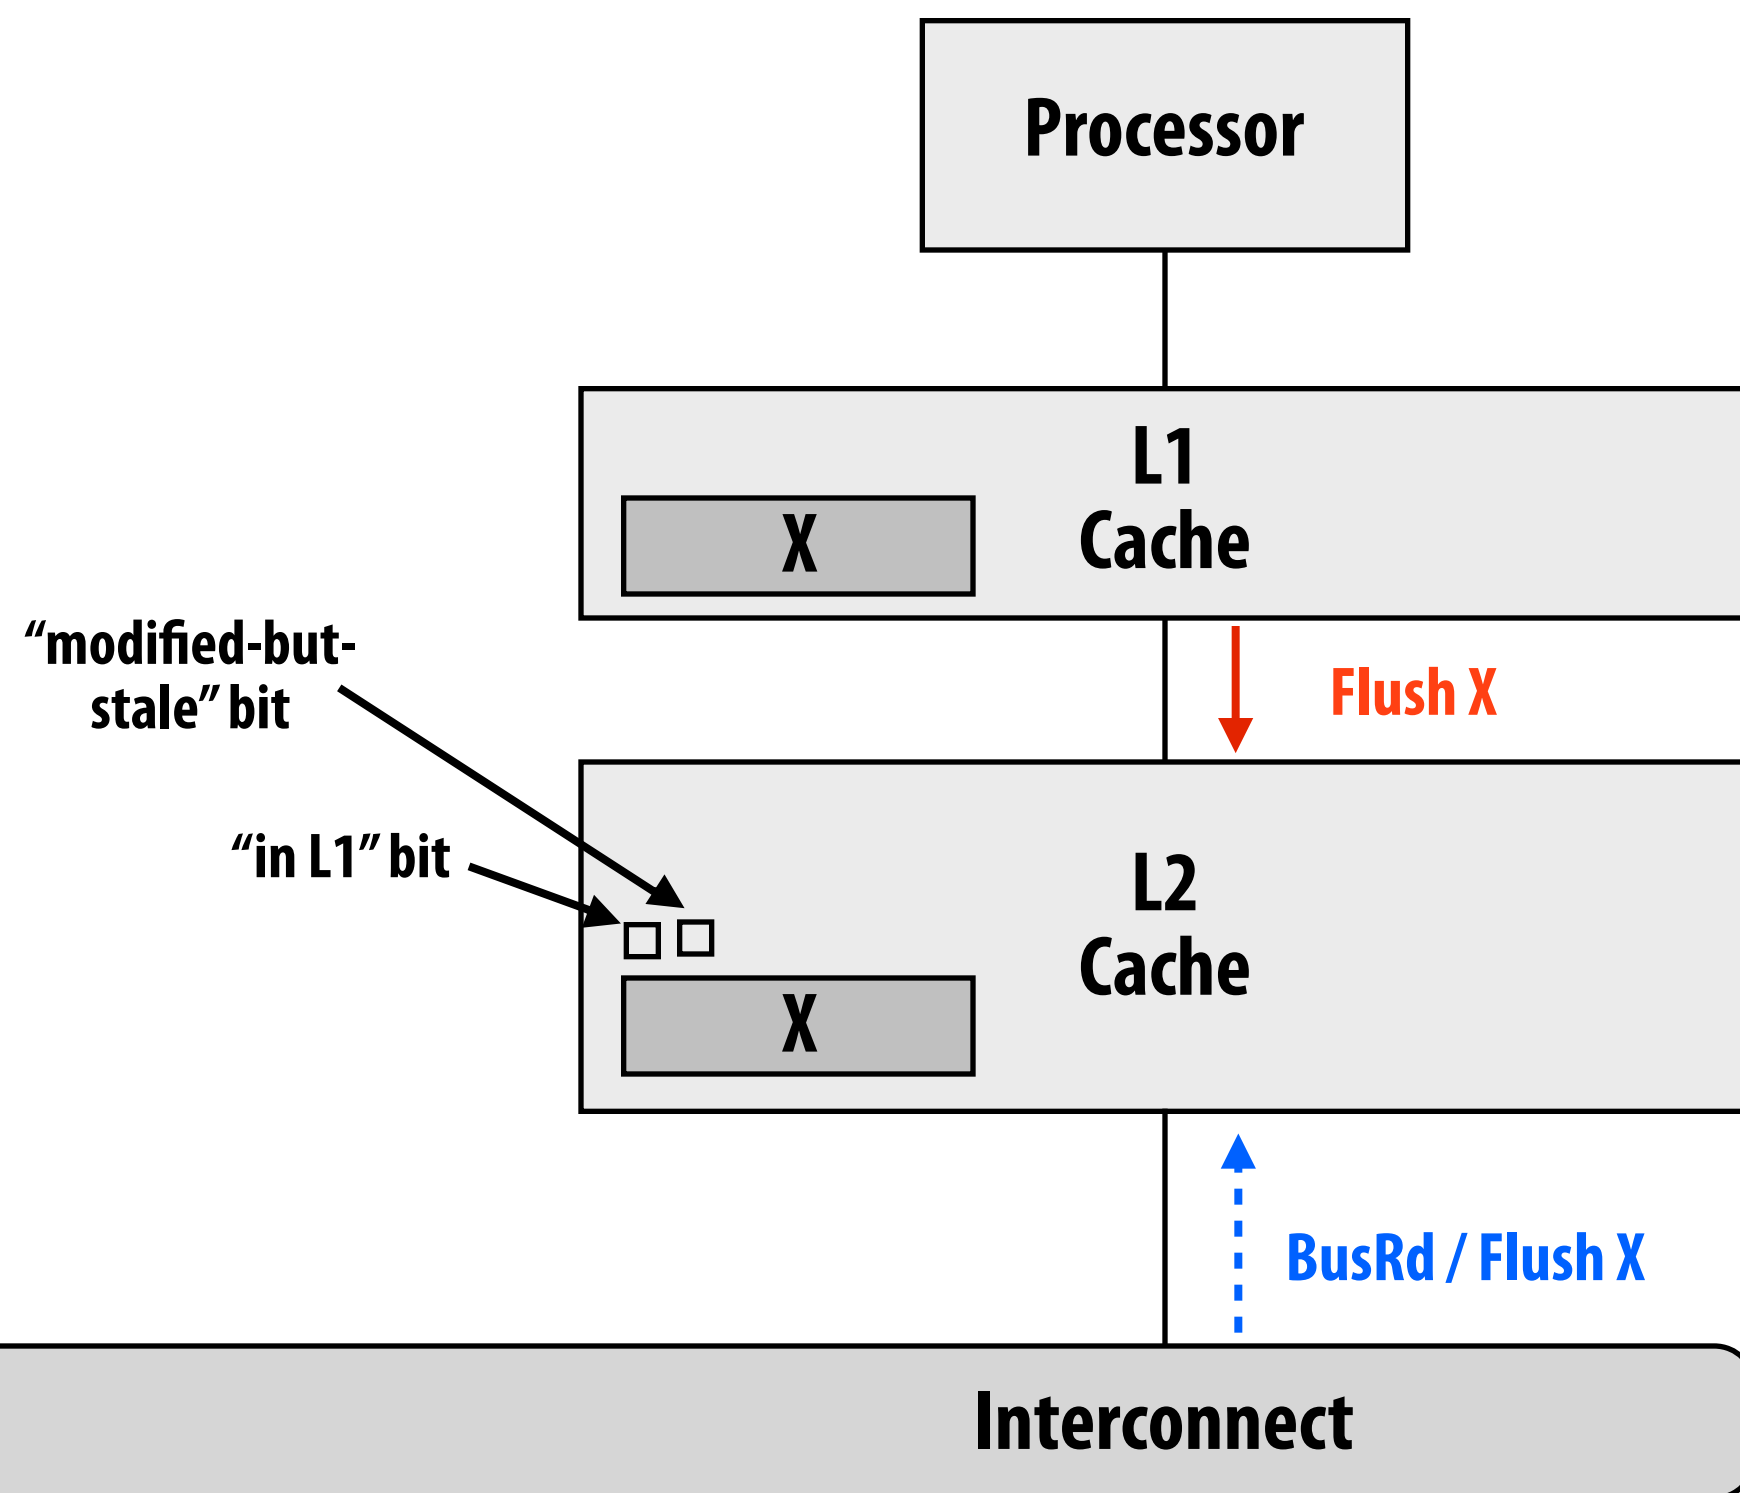 Processor
L1
Cache
X
“modified-but-
stale” bit
Flush X
“in L1” bit
L2
Cache
X
BusRd / Flush X
Interconnect